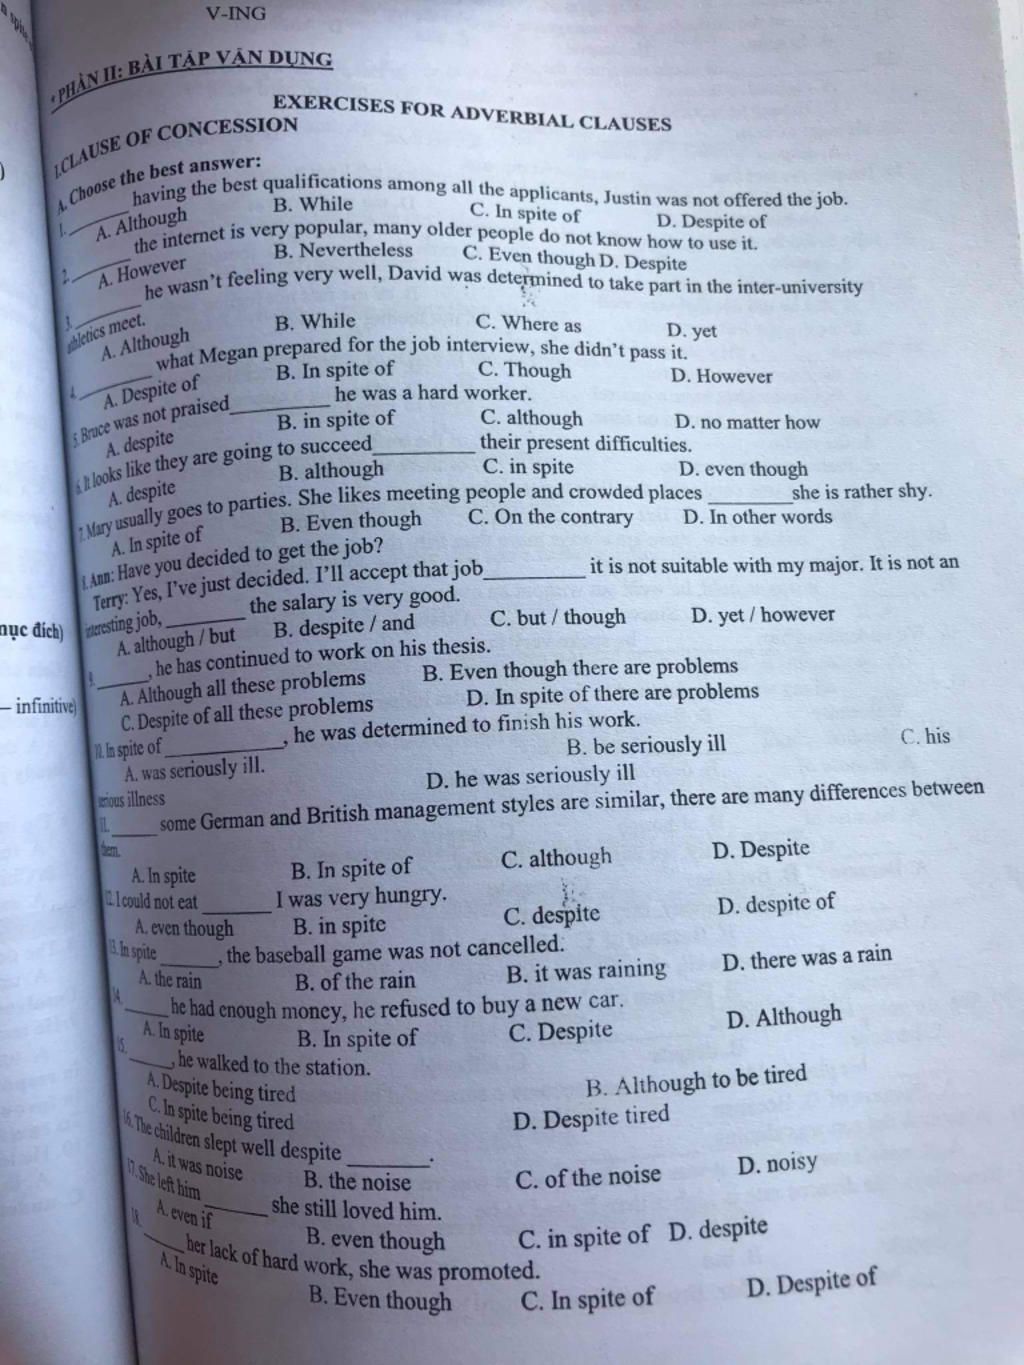 V-ING
* PHẦN II: BÀI TẬP VẬN DỤNG
EXERCISES FOR ADVERBIAL CLAUSES
1.CLAUSE OF CONCESSION
A. Choose the best answer:
1. ______ having the best qualifications among all the applicants, Justin was not offered the job.
A. Although B. While C. In spite of D. Despite of
2. ______ the internet is very popular, many older people do not know how to use it.
A. However B. Nevertheless C. Even though D. Despite
3. ______ he wasn't feeling very well, David was determined to take part in the inter-university
athletics meet.
A. Although B. While C. Where as D. yet
4. ______ what Megan prepared for the job interview, she didn't pass it.
A. Despite of B. In spite of C. Though D. However
5. Bruce was not praised______ he was a hard worker.
A. despite B. in spite of C. although D. no matter how
6. It looks like they are going to succeed______ their present difficulties.
A. despite B. although C. in spite D. even though
7. Mary usually goes to parties. She likes meeting people and crowded places ______ she is rather shy.
A. In spite of B. Even though C. On the contrary D. In other words
8. Ann: Have you decided to get the job?
Terry: Yes, I've just decided. I'll accept that job______ it is not suitable with my major. It is not an
interesting job, ______ the salary is very good.
A. although / but B. despite / and C. but / though D. yet / however
nục đích)
9. ______, he has continued to work on his thesis.
A. Although all these problems B. Even though there are problems
– infinitive)
C. Despite of all these problems D. In spite of there are problems
10. In spite of ______, he was determined to finish his work.
A. was seriously ill. B. be seriously ill C. his
serious illness D. he was seriously ill
11. ______ some German and British management styles are similar, there are many differences between
them.
A. In spite B. In spite of C. although D. Despite
12. I could not eat ______ I was very hungry.
A. even though B. in spite C. despite D. despite of
13. In spite ______, the baseball game was not cancelled.
A. the rain B. of the rain B. it was raining D. there was a rain
14. ______ he had enough money, he refused to buy a new car.
A. In spite B. In spite of C. Despite D. Although
15. ______, he walked to the station.
A. Despite being tired B. Although to be tired
C. In spite being tired D. Despite tired
16. The children slept well despite ______.
A. it was noise B. the noise C. of the noise D. noisy
17. She left him ______ she still loved him.
A. even if B. even though C. in spite of D. despite
18. ______ her lack of hard work, she was promoted.
A. In spite B. Even though C. In spite of D. Despite of